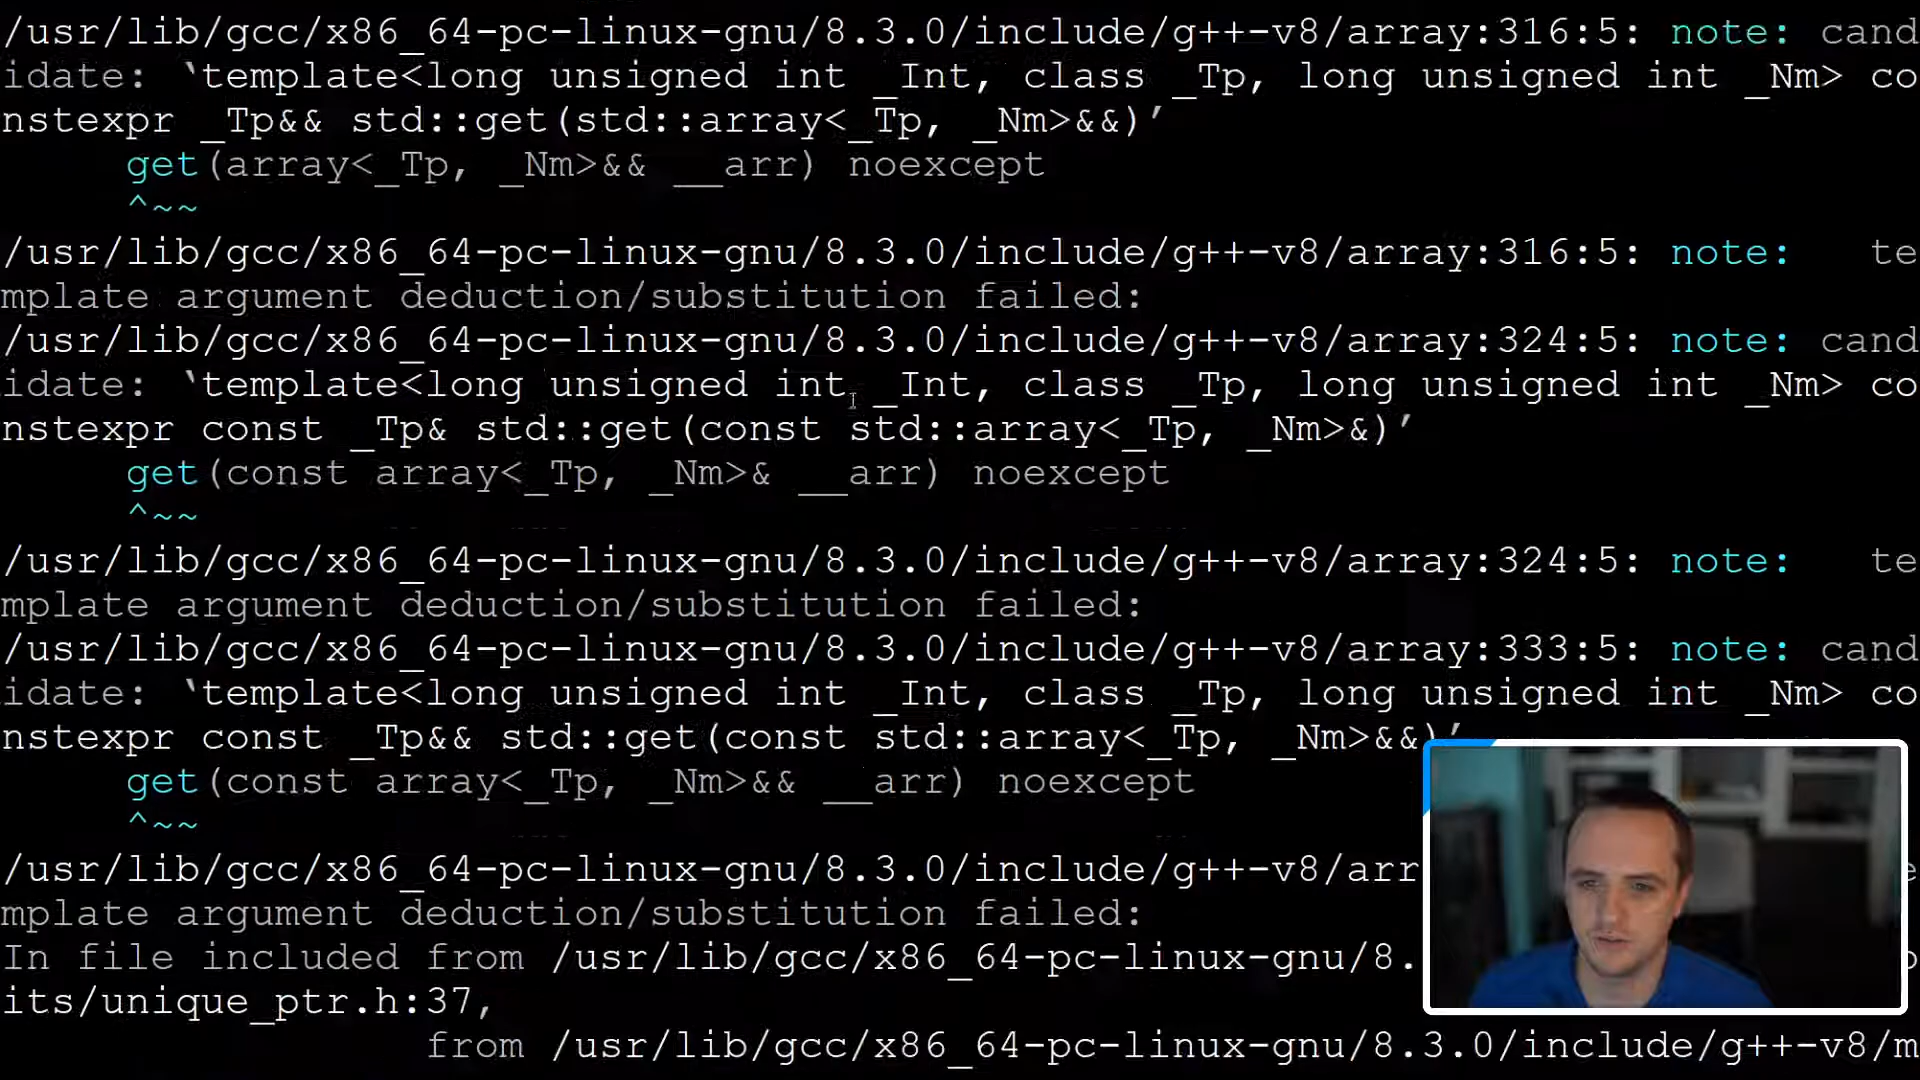 /usr/lib/gcc/x86_64-pc-linux-gnu/8.3.0/include/g++-v8/array:316:5: note: cand
idate: ‘template<long unsigned int _Int, class _Tp, long unsigned int _Nm> co
nstexpr _Tp&& std::get(std::array<_Tp, _Nm>&&)’
get(array<_Tp, _Nm>&& __arr) noexcept
^~~
/usr/lib/gcc/x86_64-pc-linux-gnu/8.3.0/include/g++-v8/array:316:5: note:   te
mplate argument deduction/substitution failed:
/usr/lib/gcc/x86_64-pc-linux-gnu/8.3.0/include/g++-v8/array:324:5: note: cand
idate: ‘template<long unsigned int _Int, class _Tp, long unsigned int _Nm> co
nstexpr const _Tp& std::get(const std::array<_Tp, _Nm>&)’
get(const array<_Tp, _Nm>& __arr) noexcept
^~~
/usr/lib/gcc/x86_64-pc-linux-gnu/8.3.0/include/g++-v8/array:324:5: note:   te
mplate argument deduction/substitution failed:
/usr/lib/gcc/x86_64-pc-linux-gnu/8.3.0/include/g++-v8/array:333:5: note: cand
idate: ‘template<long unsigned int _Int, class _Tp, long unsigned int _Nm> co
nstexpr const _Tp&& std::get(const std::array<_Tp, _Nm>&&)’
get(const array<_Tp, _Nm>&& __arr) noexcept
^~~
/usr/lib/gcc/x86_64-pc-linux-gnu/8.3.0/include/g++-v8/arr
mplate argument deduction/substitution failed:
In file included from /usr/lib/gcc/x86_64-pc-linux-gnu/8.
its/unique_ptr.h:37,
from /usr/lib/gcc/x86_64-pc-linux-gnu/8.3.0/include/g++-v8/m